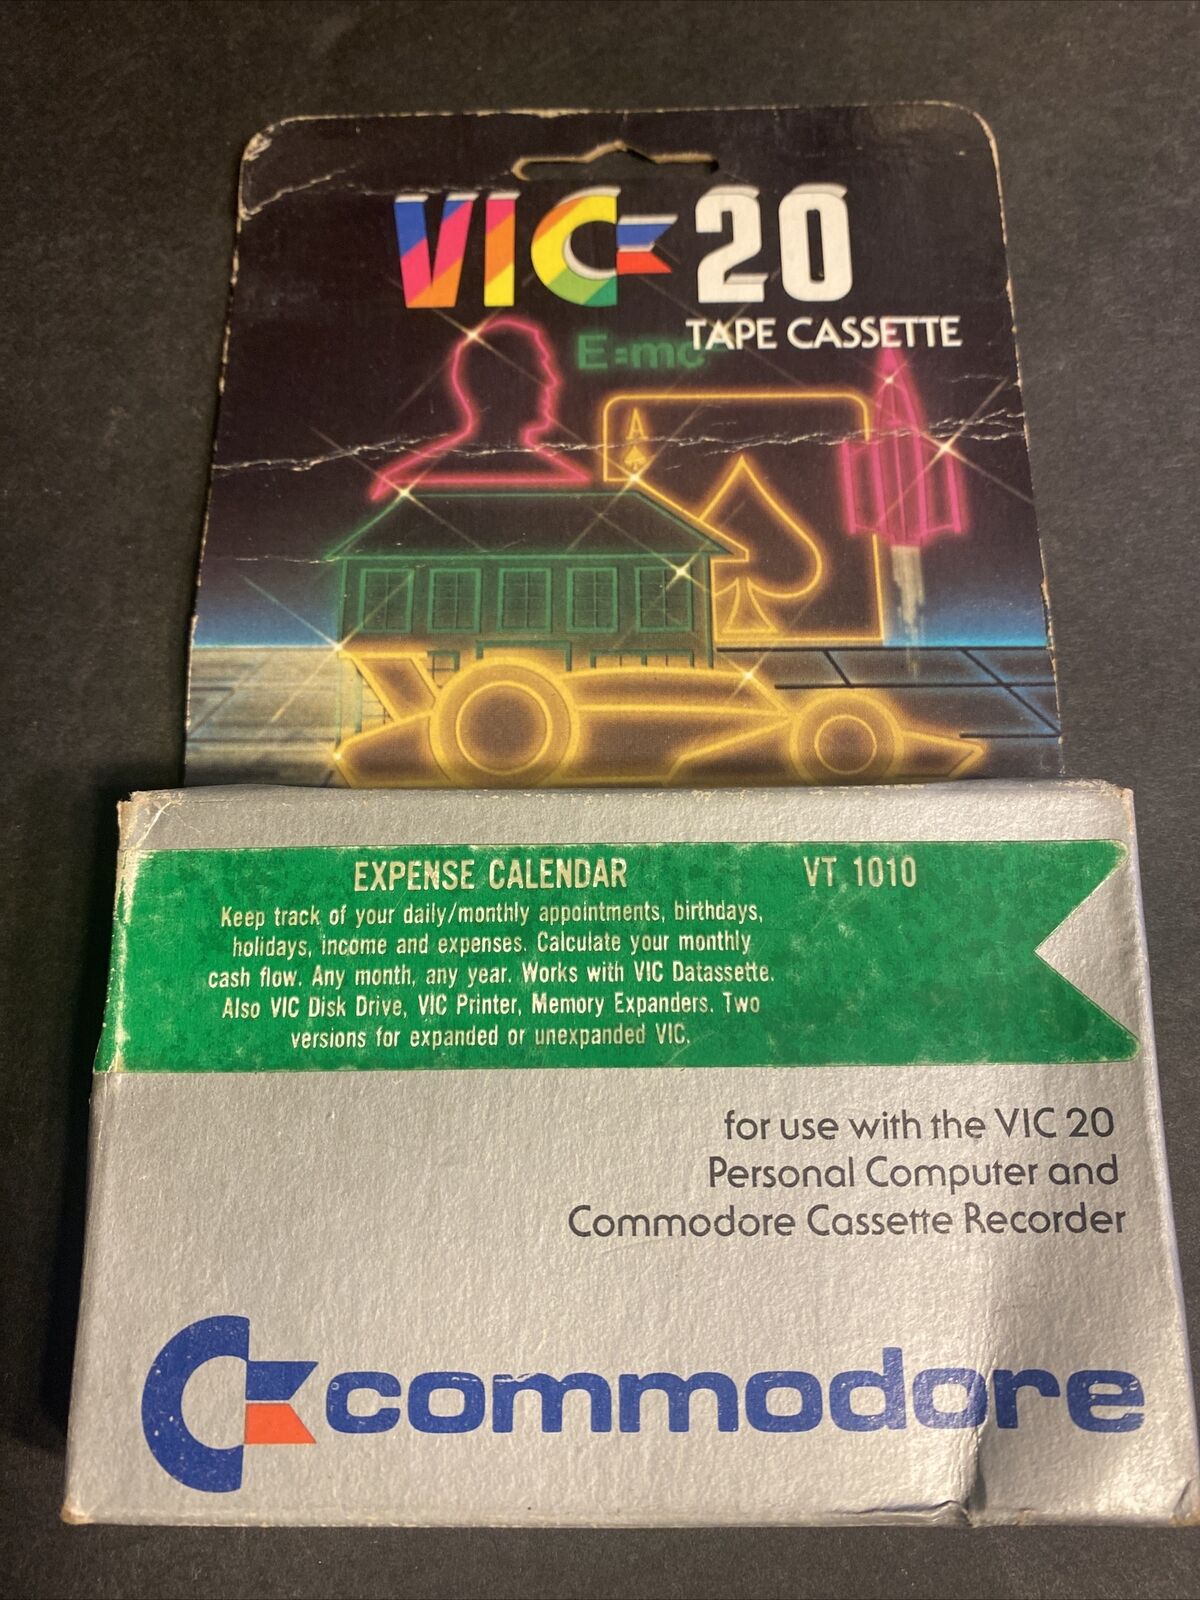 VIC 20
TAPE CASSETTE
E=mc²
A
EXPENSE CALENDAR VT 1010
Keep track of your daily/monthly appointments, birthdays,
holidays, income and expenses. Calculate your monthly
cash flow. Any month, any year. Works with VIC Datassette.
Also VIC Disk Drive, VIC Printer, Memory Expanders. Two
versions for expanded or unexpanded VIC.
for use with the VIC 20
Personal Computer and
Commodore Cassette Recorder
commodore